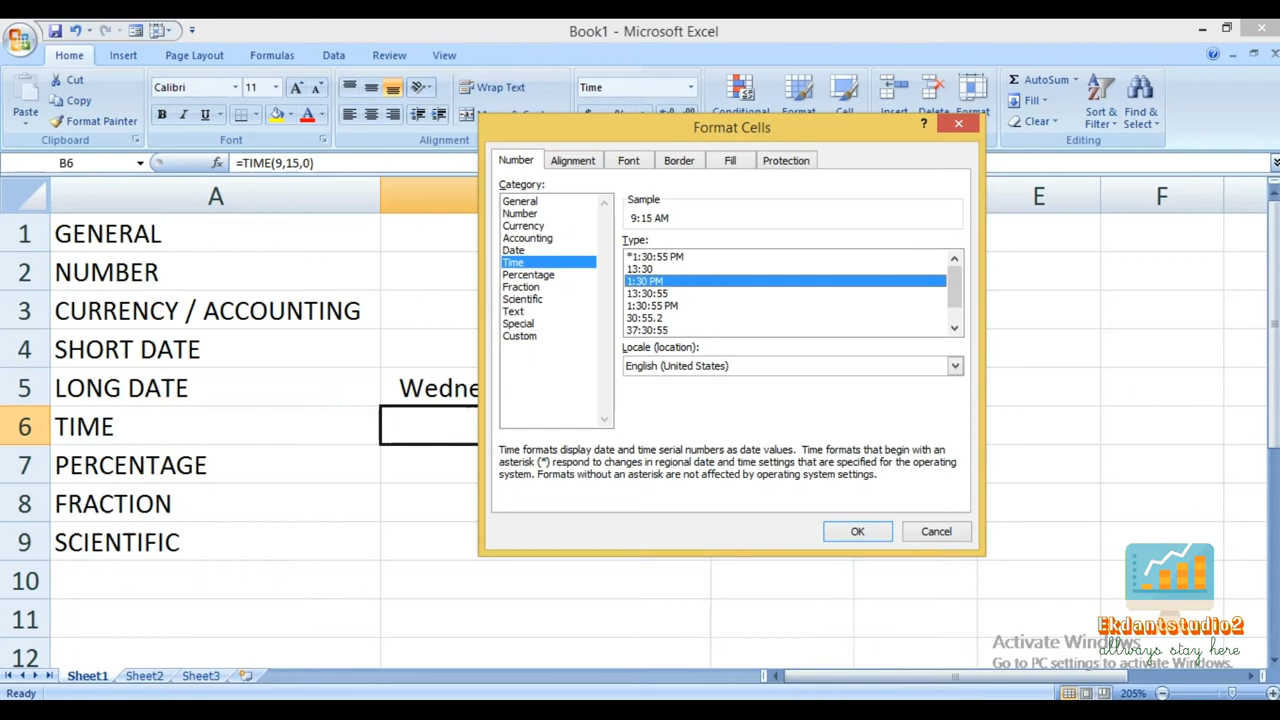 Book1 - Microsoft Excel
Home Insert Page Layout Formulas Data Review View
Paste
Cut
Copy
Format Painter
Clipboard
Calibri 11
B I U
Font
Wrap Text
Alignment
Time
Conditional Format Cell
Insert Delete Format
AutoSum
Fill
Clear
Sort &
Filter
Find &
Select
Editing
B6 fx =TIME(9,15,0)
A E F
1 GENERAL
2 NUMBER
3 CURRENCY / ACCOUNTING
4 SHORT DATE
5 LONG DATE Wedne
6 TIME
7 PERCENTAGE
8 FRACTION
9 SCIENTIFIC
10
11
12
Format Cells
?
Number Alignment Font Border Fill Protection
Category:
General
Number
Currency
Accounting
Date
Time
Percentage
Fraction
Scientific
Text
Special
Custom
Sample
9:15 AM
Type:
*1:30:55 PM
13:30
1:30 PM
13:30:55
1:30:55 PM
30:55.2
37:30:55
Locale (location):
English (United States)
Time formats display date and time serial numbers as date values. Time formats that begin with an
asterisk (*) respond to changes in regional date and time settings that are specified for the operating
system. Formats without an asterisk are not affected by operating system settings.
OK Cancel
Ekdantstudio2
allways stay here
Activate Windows
Go to PC settings to activate Windows.
Sheet1 Sheet2 Sheet3
Ready
205%